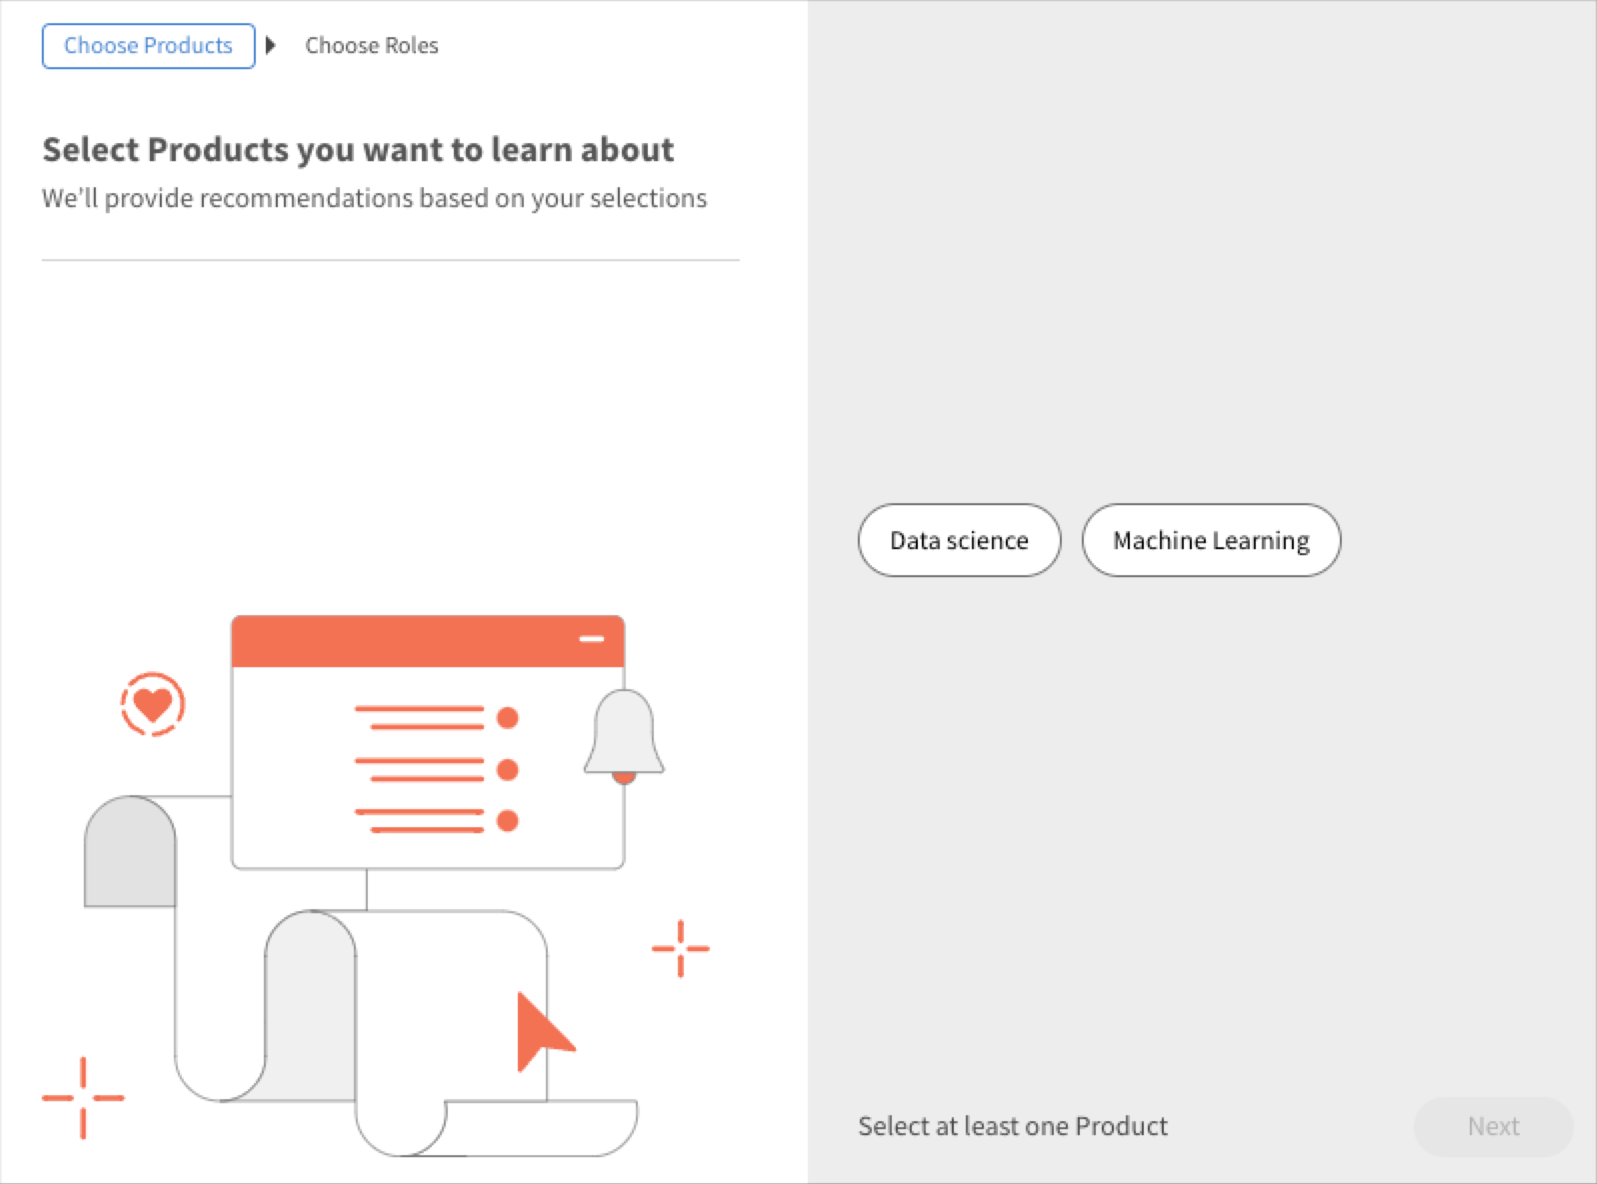 Choose Products
Choose Roles
Select Products you want to learn about
We'll provide recommendations based on your selections
Data science
Machine Learning
Select at least one Product
Next